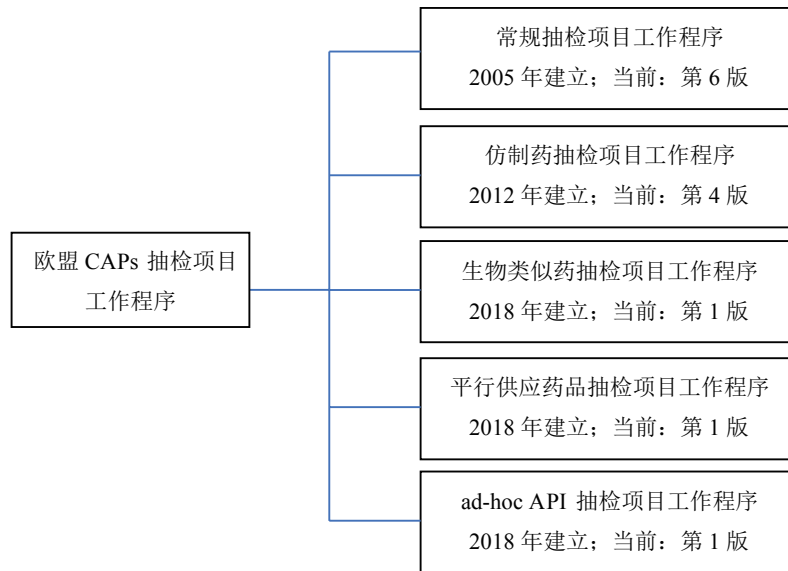 常规抽检项目工作程序
2005 年建立；当前：第 6 版
仿制药抽检项目工作程序
2012 年建立；当前：第 4 版
欧盟 CAPs 抽检项目
工作程序
生物类似药抽检项目工作程序
2018 年建立；当前：第 1 版
平行供应药品抽检项目工作程序
2018 年建立；当前：第 1 版
ad-hoc API 抽检项目工作程序
2018 年建立；当前：第 1 版